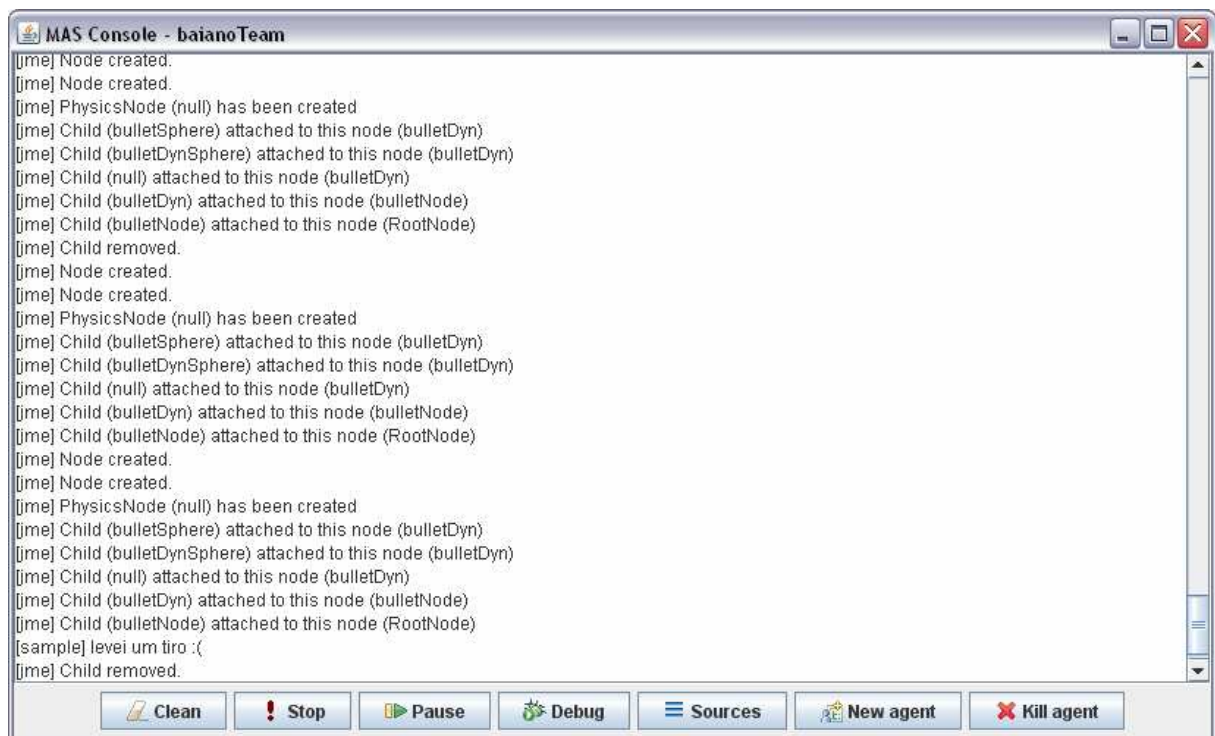 MAS Console - baianoTeam
[jme] Node created.
[jme] Node created.
[jme] PhysicsNode (null) has been created
[jme] Child (bulletSphere) attached to this node (bulletDyn)
[jme] Child (bulletDynSphere) attached to this node (bulletDyn)
[jme] Child (null) attached to this node (bulletDyn)
[jme] Child (bulletDyn) attached to this node (bulletNode)
[jme] Child (bulletNode) attached to this node (RootNode)
[jme] Child removed.
[jme] Node created.
[jme] Node created.
[jme] PhysicsNode (null) has been created
[jme] Child (bulletSphere) attached to this node (bulletDyn)
[jme] Child (bulletDynSphere) attached to this node (bulletDyn)
[jme] Child (null) attached to this node (bulletDyn)
[jme] Child (bulletDyn) attached to this node (bulletNode)
[jme] Child (bulletNode) attached to this node (RootNode)
[jme] Node created.
[jme] Node created.
[jme] PhysicsNode (null) has been created
[jme] Child (bulletSphere) attached to this node (bulletDyn)
[jme] Child (bulletDynSphere) attached to this node (bulletDyn)
[jme] Child (null) attached to this node (bulletDyn)
[jme] Child (bulletDyn) attached to this node (bulletNode)
[jme] Child (bulletNode) attached to this node (RootNode)
[sample] levei um tiro :(
[jme] Child removed.
Clean Stop Pause Debug Sources New agent Kill agent